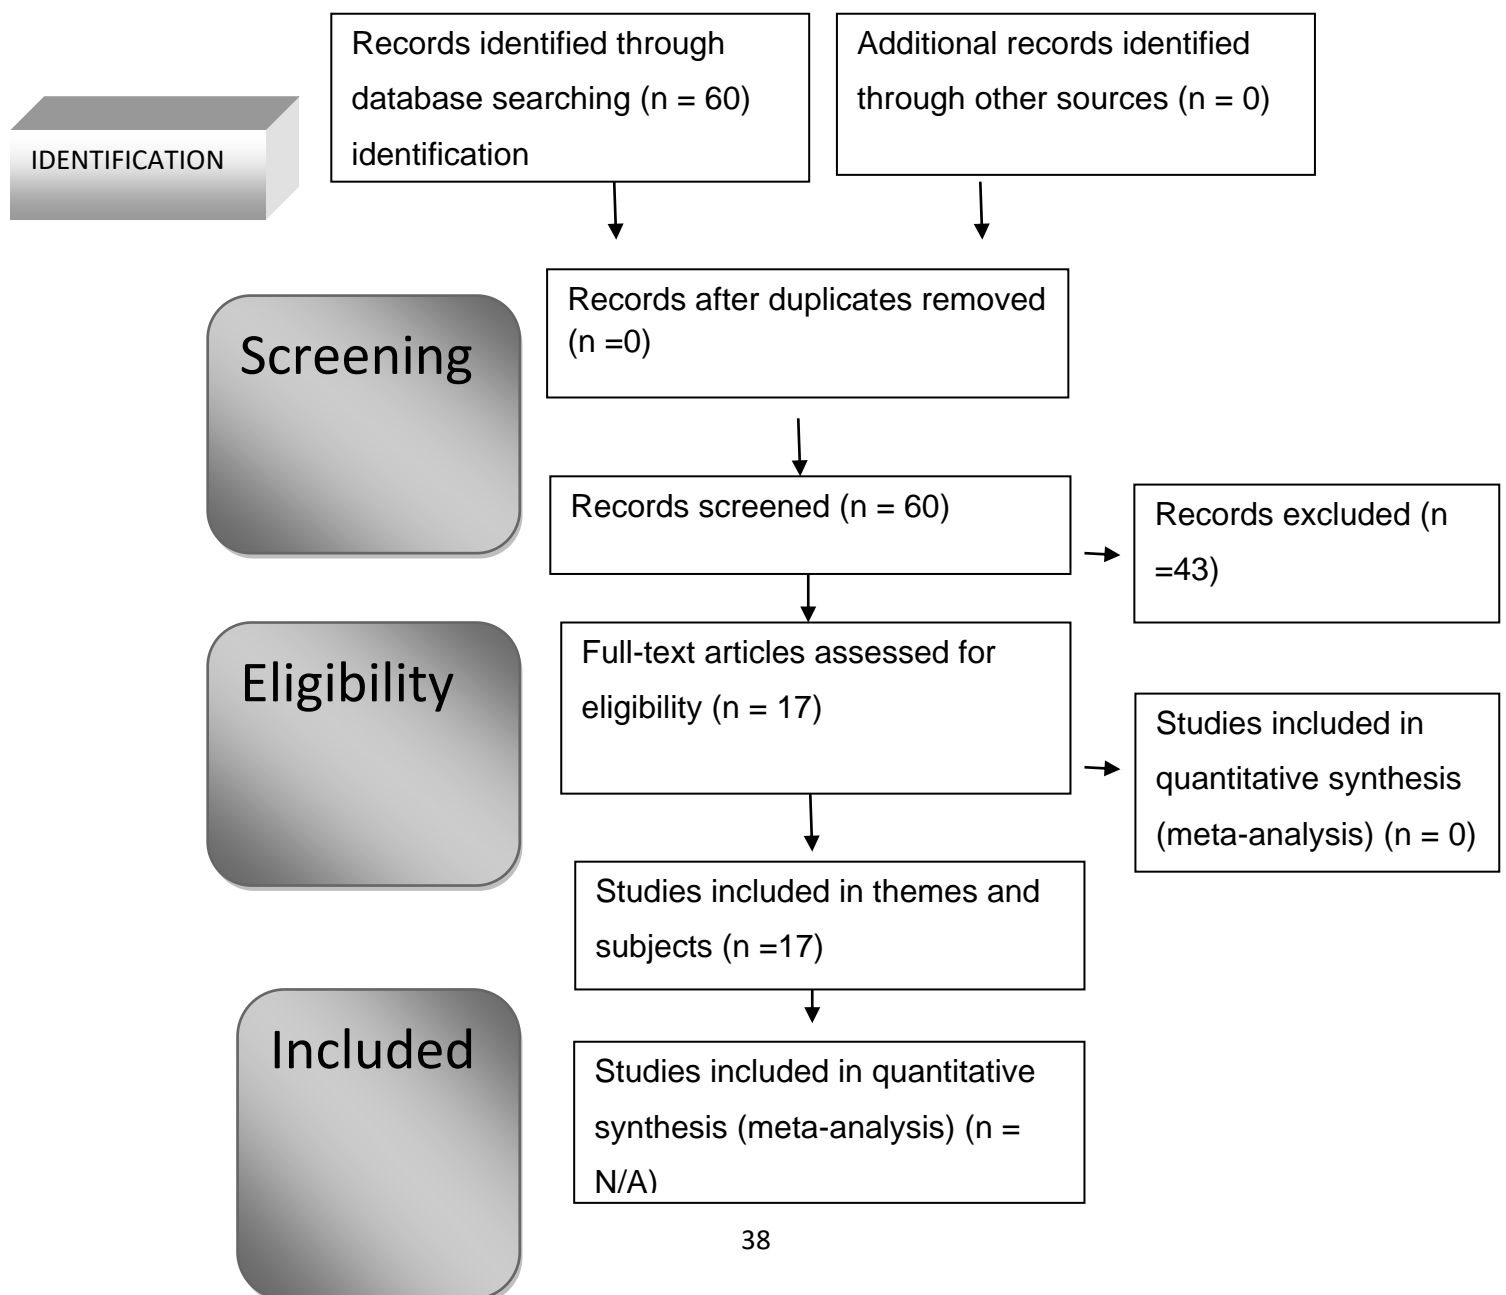 Records identified through
database searching (n = 60)
identification
Additional records identified
through other sources (n = 0)
IDENTIFICATION
Records after duplicates removed
(n =0)
Screening
Records screened (n = 60)
Records excluded (n
=43)
Eligibility
Full-text articles assessed for
eligibility (n = 17)
Studies included in
quantitative synthesis
(meta-analysis) (n = 0)
Studies included in themes and
subjects (n =17)
Included
Studies included in quantitative
synthesis (meta-analysis) (n =
N/A)
38